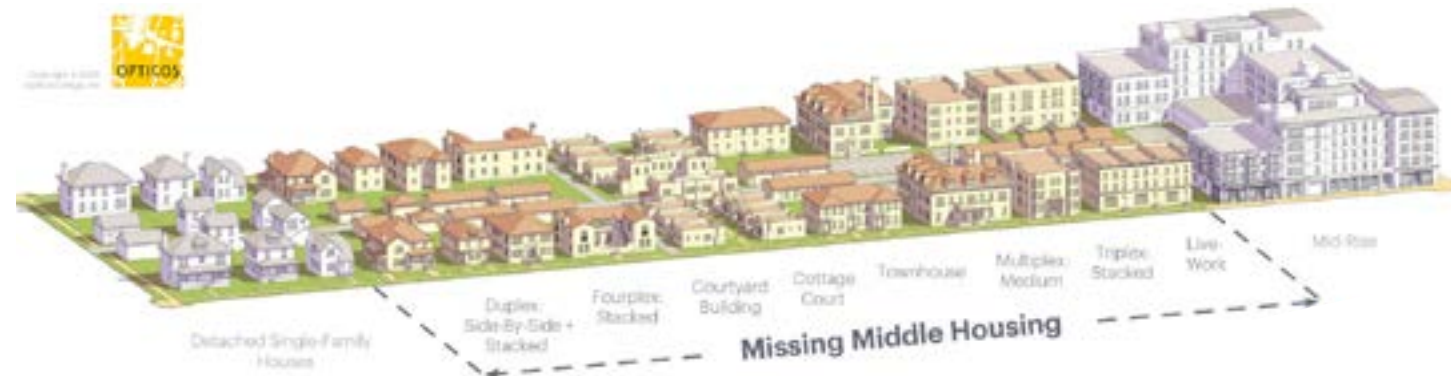 OPTICOS
Detached Single-Family
Houses
Duplex:
Side-By-Side +
Stacked
Fourplex:
Stacked
Courtyard
Building
Cottage
Court
Townhouse
Multiplex:
Medium
Triplex:
Stacked
Live-
Work
Mid-Rise
Missing Middle Housing